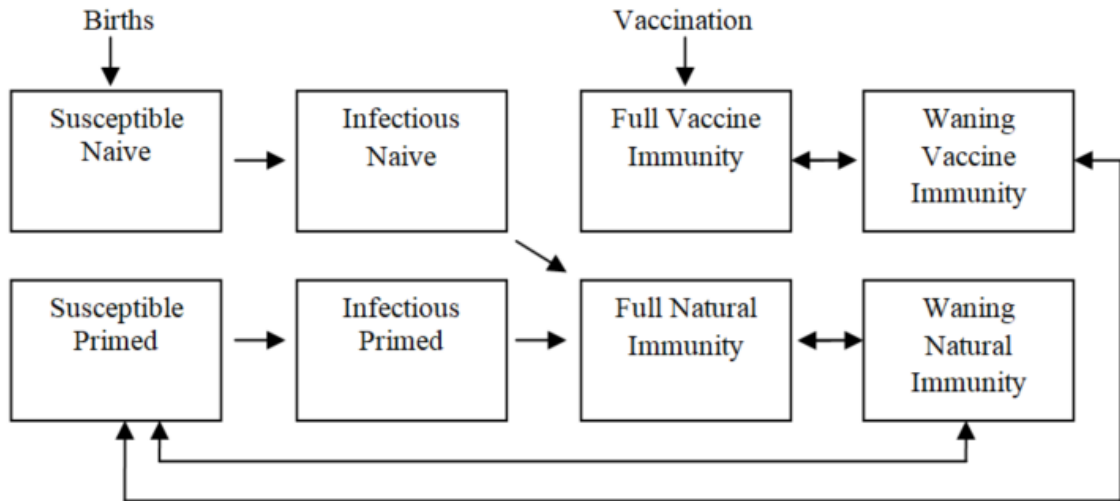 Births
Vaccination
Susceptible
Naive
Infectious
Naive
Full Vaccine
Immunity
Waning
Vaccine
Immunity
Susceptible
Primed
Infectious
Primed
Full Natural
Immunity
Waning
Natural
Immunity